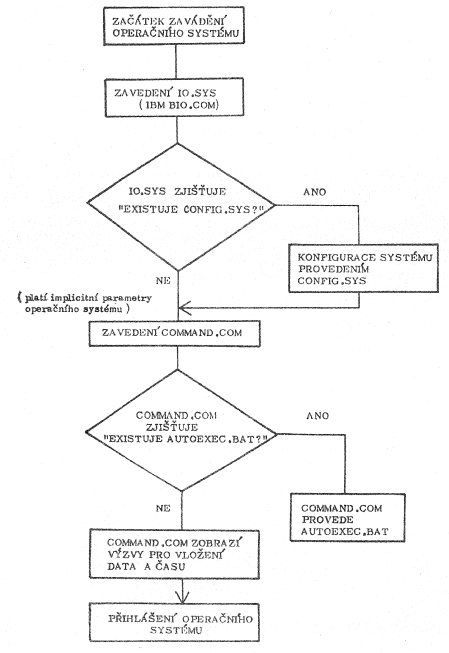 ZAČÁTEK ZAVÁDĚNÍ
OPERAČNÍHO SYSTÉMU
ZAVEDENÍ IO.SYS
(IBM BIO.COM)
IO.SYS ZJIŠŤUJE
"EXISTUJE CONFIG.SYS?"
ANO
KONFIGURACE SYSTÉMU
PROVEDENÍM
CONFIG.SYS
NE
(platí implicitní parametry
operačního systému)
ZAVEDENÍ COMMAND.COM
COMMAND.COM
ZJIŠŤUJE
"EXISTUJE AUTOEXEC.BAT?"
ANO
COMMAND.COM
PROVEDE
AUTOEXEC.BAT
NE
COMMAND.COM ZOBRAZÍ
VÝZVY PRO VLOŽENÍ
DATA A ČASU
PŘIHLÁŠENÍ OPERAČNÍHO
SYSTÉMU